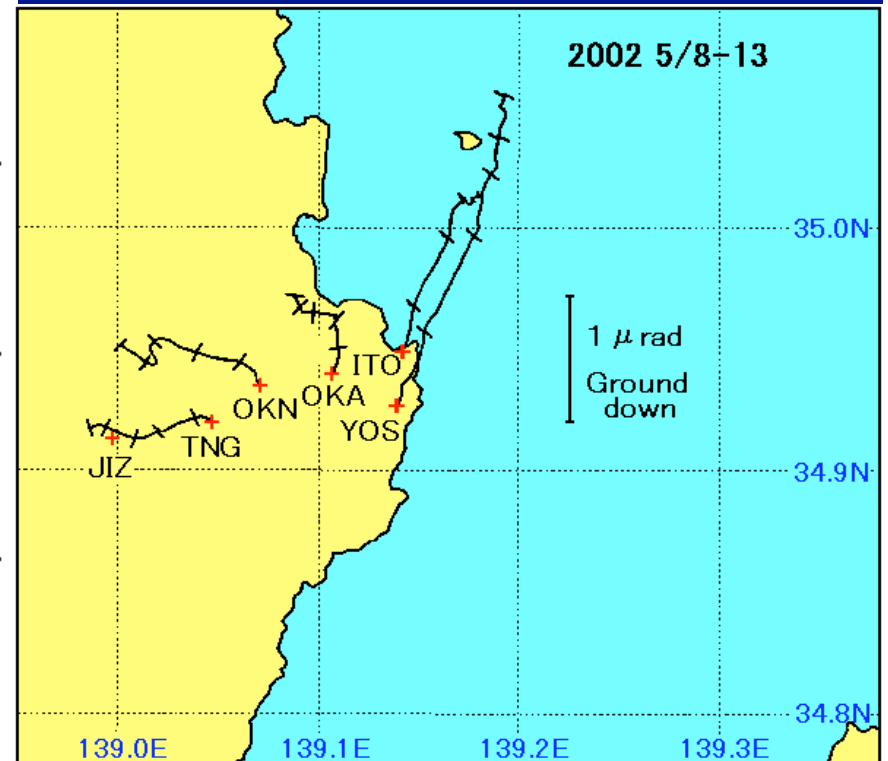 2002 5/8-13
35.0N
1 μ rad
Ground
down
ITO
OKA
OKN
YOS
TNG
JIZ
34.9N
34.8N
139.0E
139.1E
139.2E
139.3E